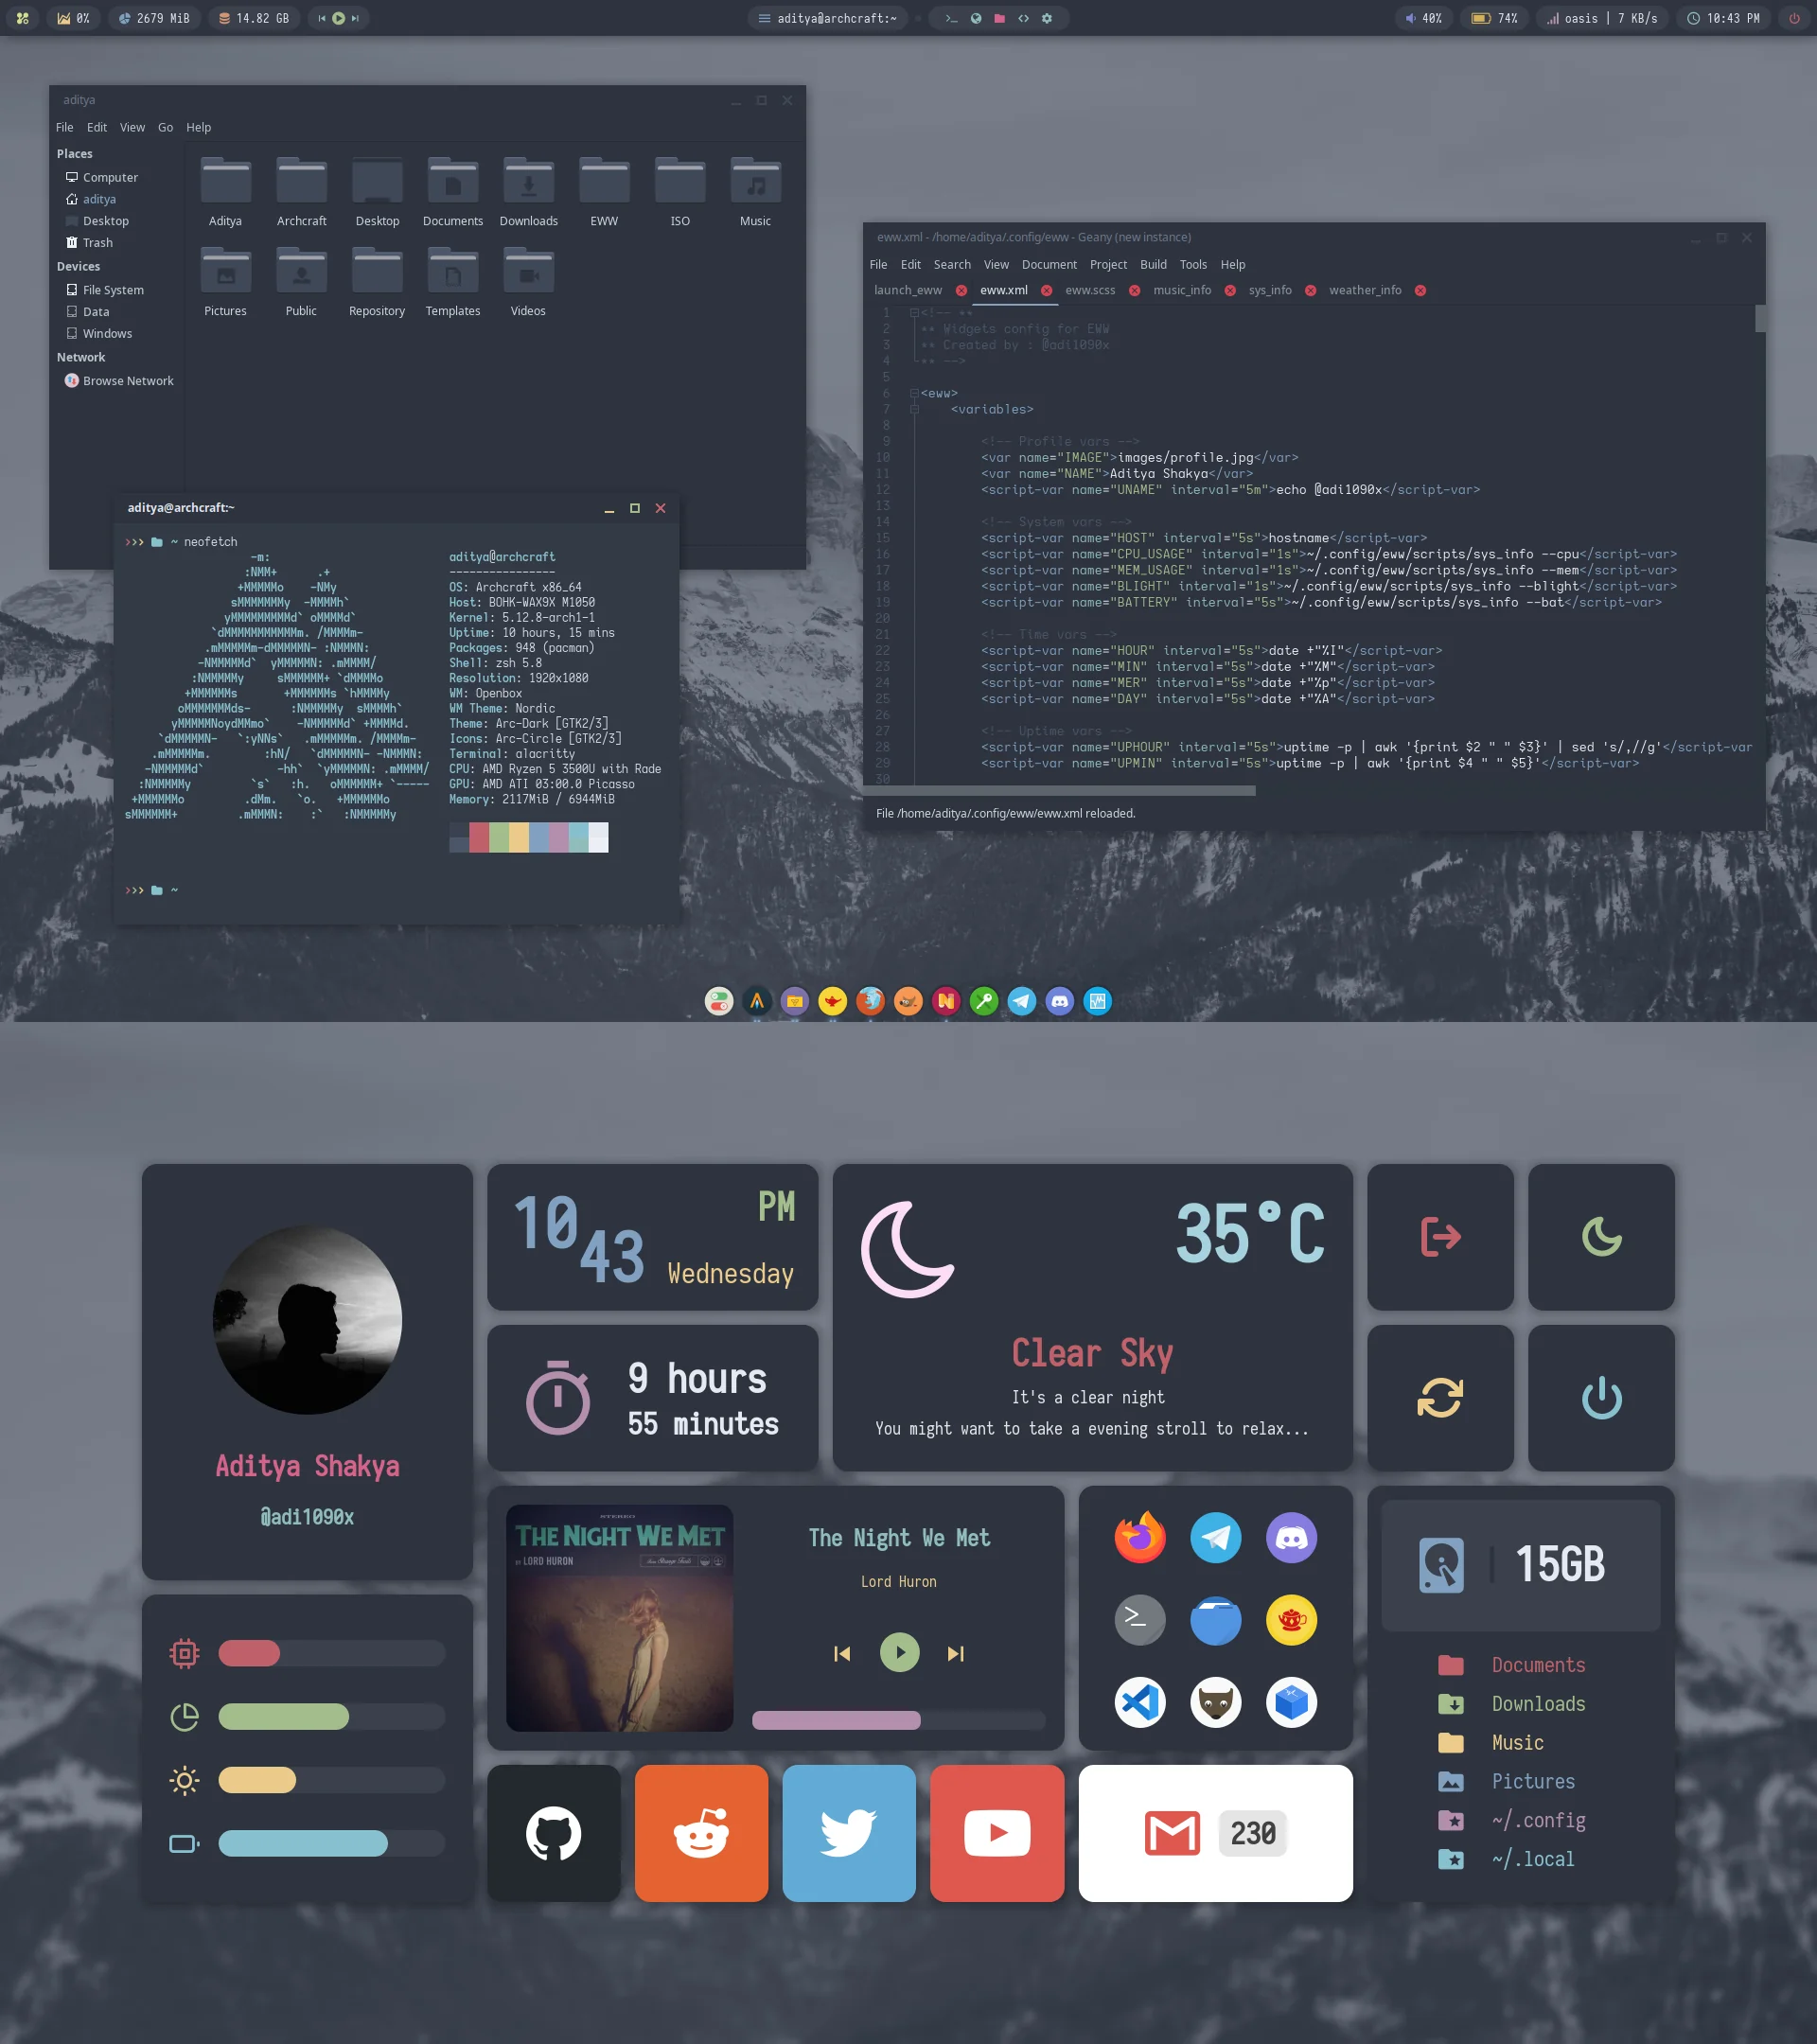 0%
2679 MiB
14.82 GB
aditya@archcraft:~
40%
74%
oasis | 7 KB/s
10:43 PM
aditya
File Edit View Go Help
Places
Computer
aditya
Desktop
Trash
Devices
File System
Data
Windows
Network
Browse Network
Aditya Archcraft Desktop Documents Downloads EWW ISO Music
Pictures Public Repository Templates Videos
aditya@archcraft:~
>>> ~ neofetch
aditya@archcraft
----------------
OS: Archcraft x86_64
Host: BOHK-WAX9X M1050
Kernel: 5.12.8-arch1-1
Uptime: 10 hours, 15 mins
Packages: 948 (pacman)
Shell: zsh 5.8
Resolution: 1920x1080
WM: Openbox
WM Theme: Nordic
Theme: Arc-Dark [GTK2/3]
Icons: Arc-Circle [GTK2/3]
Terminal: alacritty
CPU: AMD Ryzen 5 3500U with Rade
GPU: AMD ATI 03:00.0 Picasso
Memory: 2117MiB / 6944MiB
>>> ~
eww.xml - /home/aditya/.config/eww - Geany (new instance)
File Edit Search View Document Project Build Tools Help
launch_eww eww.xml eww.scss music_info sys_info weather_info
1 <!-- **
2 ** Widgets config for EWW
3 ** Created by : @adi1090x
4 ** -->
5
6 <eww>
7 <variables>
8
9 <!-- Profile vars -->
10 <var name="IMAGE">images/profile.jpg</var>
11 <var name="NAME">Aditya Shakya</var>
12 <script-var name="UNAME" interval="5m">echo @adi1090x</script-var>
13
14 <!-- System vars -->
15 <script-var name="HOST" interval="5s">hostname</script-var>
16 <script-var name="CPU_USAGE" interval="1s">~/.config/eww/scripts/sys_info --cpu</script-var>
17 <script-var name="MEM_USAGE" interval="1s">~/.config/eww/scripts/sys_info --mem</script-var>
18 <script-var name="BLIGHT" interval="1s">~/.config/eww/scripts/sys_info --blight</script-var>
19 <script-var name="BATTERY" interval="5s">~/.config/eww/scripts/sys_info --bat</script-var>
20
21 <!-- Time vars -->
22 <script-var name="HOUR" interval="5s">date +"%I"</script-var>
23 <script-var name="MIN" interval="5s">date +"%M"</script-var>
24 <script-var name="MER" interval="5s">date +"%p"</script-var>
25 <script-var name="DAY" interval="5s">date +"%A"</script-var>
26
27 <!-- Uptime vars -->
28 <script-var name="UPHOUR" interval="5s">uptime -p | awk '{print $2 " " $3}' | sed 's/,//g'</script-var
29 <script-var name="UPMIN" interval="5s">uptime -p | awk '{print $4 " " $5}'</script-var>
30
File /home/aditya/.config/eww/eww.xml reloaded.
Aditya Shakya
@adi1090x
10
43
PM
Wednesday
9 hours
55 minutes
35°C
Clear Sky
It's a clear night
You might want to take a evening stroll to relax...
STEREO
THE NIGHT WE MET
BY LORD HURON
The Night We Met
Lord Huron
230
15GB
Documents
Downloads
Music
Pictures
~/.config
~/.local